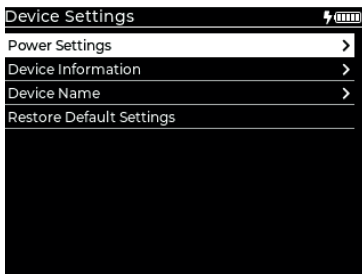 Device Settings
Power Settings
Device Information
Device Name
Restore Default Settings